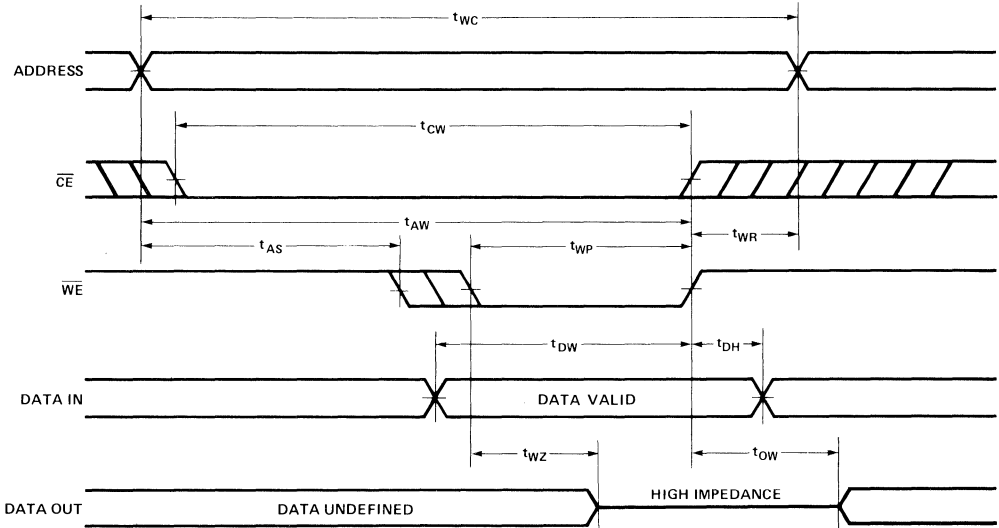 tWC
ADDRESS
tCW
CE
tAW
tAS
tWP
tWR
WE
tDW
tDH
DATA IN
DATA VALID
tWZ
tOW
DATA OUT
DATA UNDEFINED
HIGH IMPEDANCE